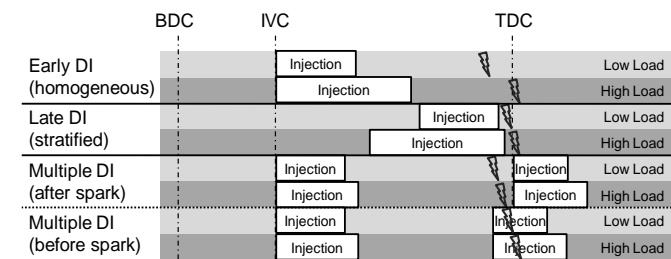 BDC IVC TDC
Early DI Injection Low Load
(homogeneous) Injection High Load
Late DI Injection Low Load
(stratified) Injection High Load
Multiple DI Injection Injection Low Load
(after spark) Injection Injection High Load
Multiple DI Injection Injection Low Load
(before spark) Injection Injection High Load